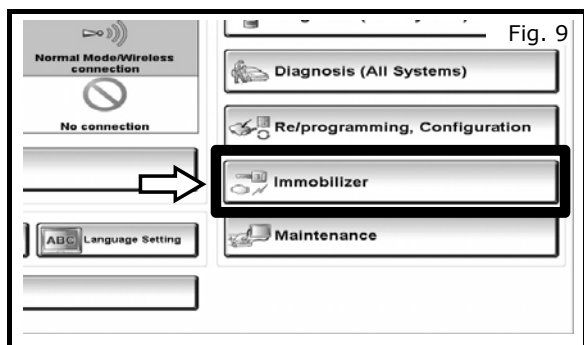 Fig. 9
Normal Mode/Wireless
connection
Diagnosis (All Systems)
No connection
Re/programming, Configuration
Immobilizer
ABC Language Setting
Maintenance